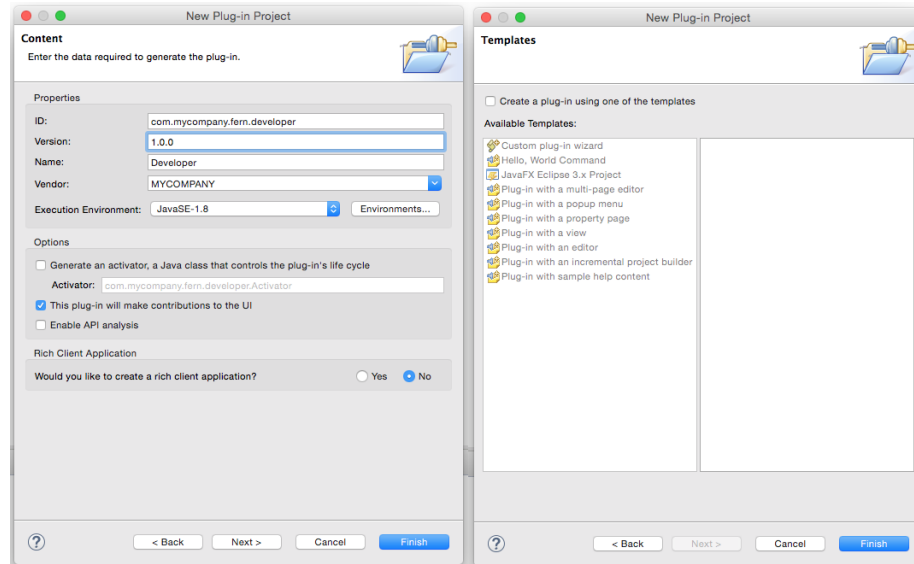 New Plug-in Project
Content
Enter the data required to generate the plug-in.
Properties
ID: com.mycompany.fern.developer
Version: 1.0.0
Name: Developer
Vendor: MYCOMPANY
Execution Environment: JavaSE-1.8 Environments...
Options
Generate an activator, a Java class that controls the plug-in's life cycle
Activator: com.mycompany.fern.developer.Activator
This plug-in will make contributions to the UI
Enable API analysis
Rich Client Application
Would you like to create a rich client application? Yes No
? < Back Next > Cancel Finish
New Plug-in Project
Templates
Create a plug-in using one of the templates
Available Templates:
Custom plug-in wizard
Hello, World Command
JavaFX Eclipse 3.x Project
Plug-in with a multi-page editor
Plug-in with a popup menu
Plug-in with a property page
Plug-in with a view
Plug-in with an editor
Plug-in with an incremental project builder
Plug-in with sample help content
? < Back Next > Cancel Finish